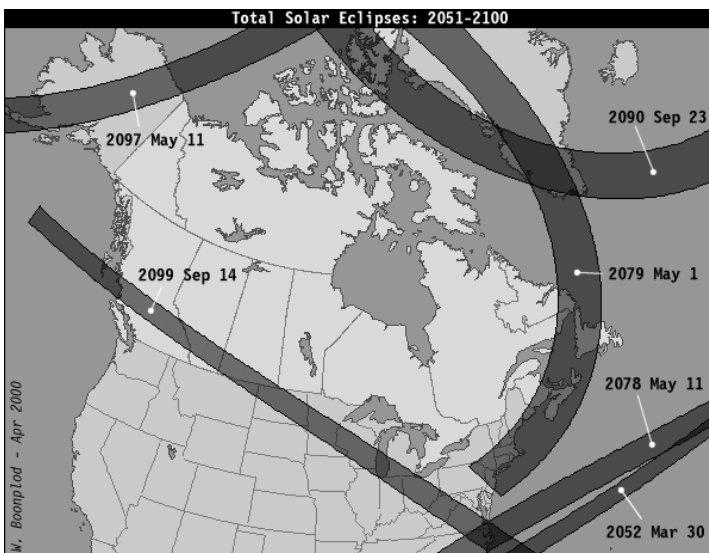 Total Solar Eclipses: 2051-2100
2090 Sep 23
2097 May 11
2099 Sep 14
2079 May 1
2078 May 11
2052 Mar 30
W. Boonplod - Apr 2000